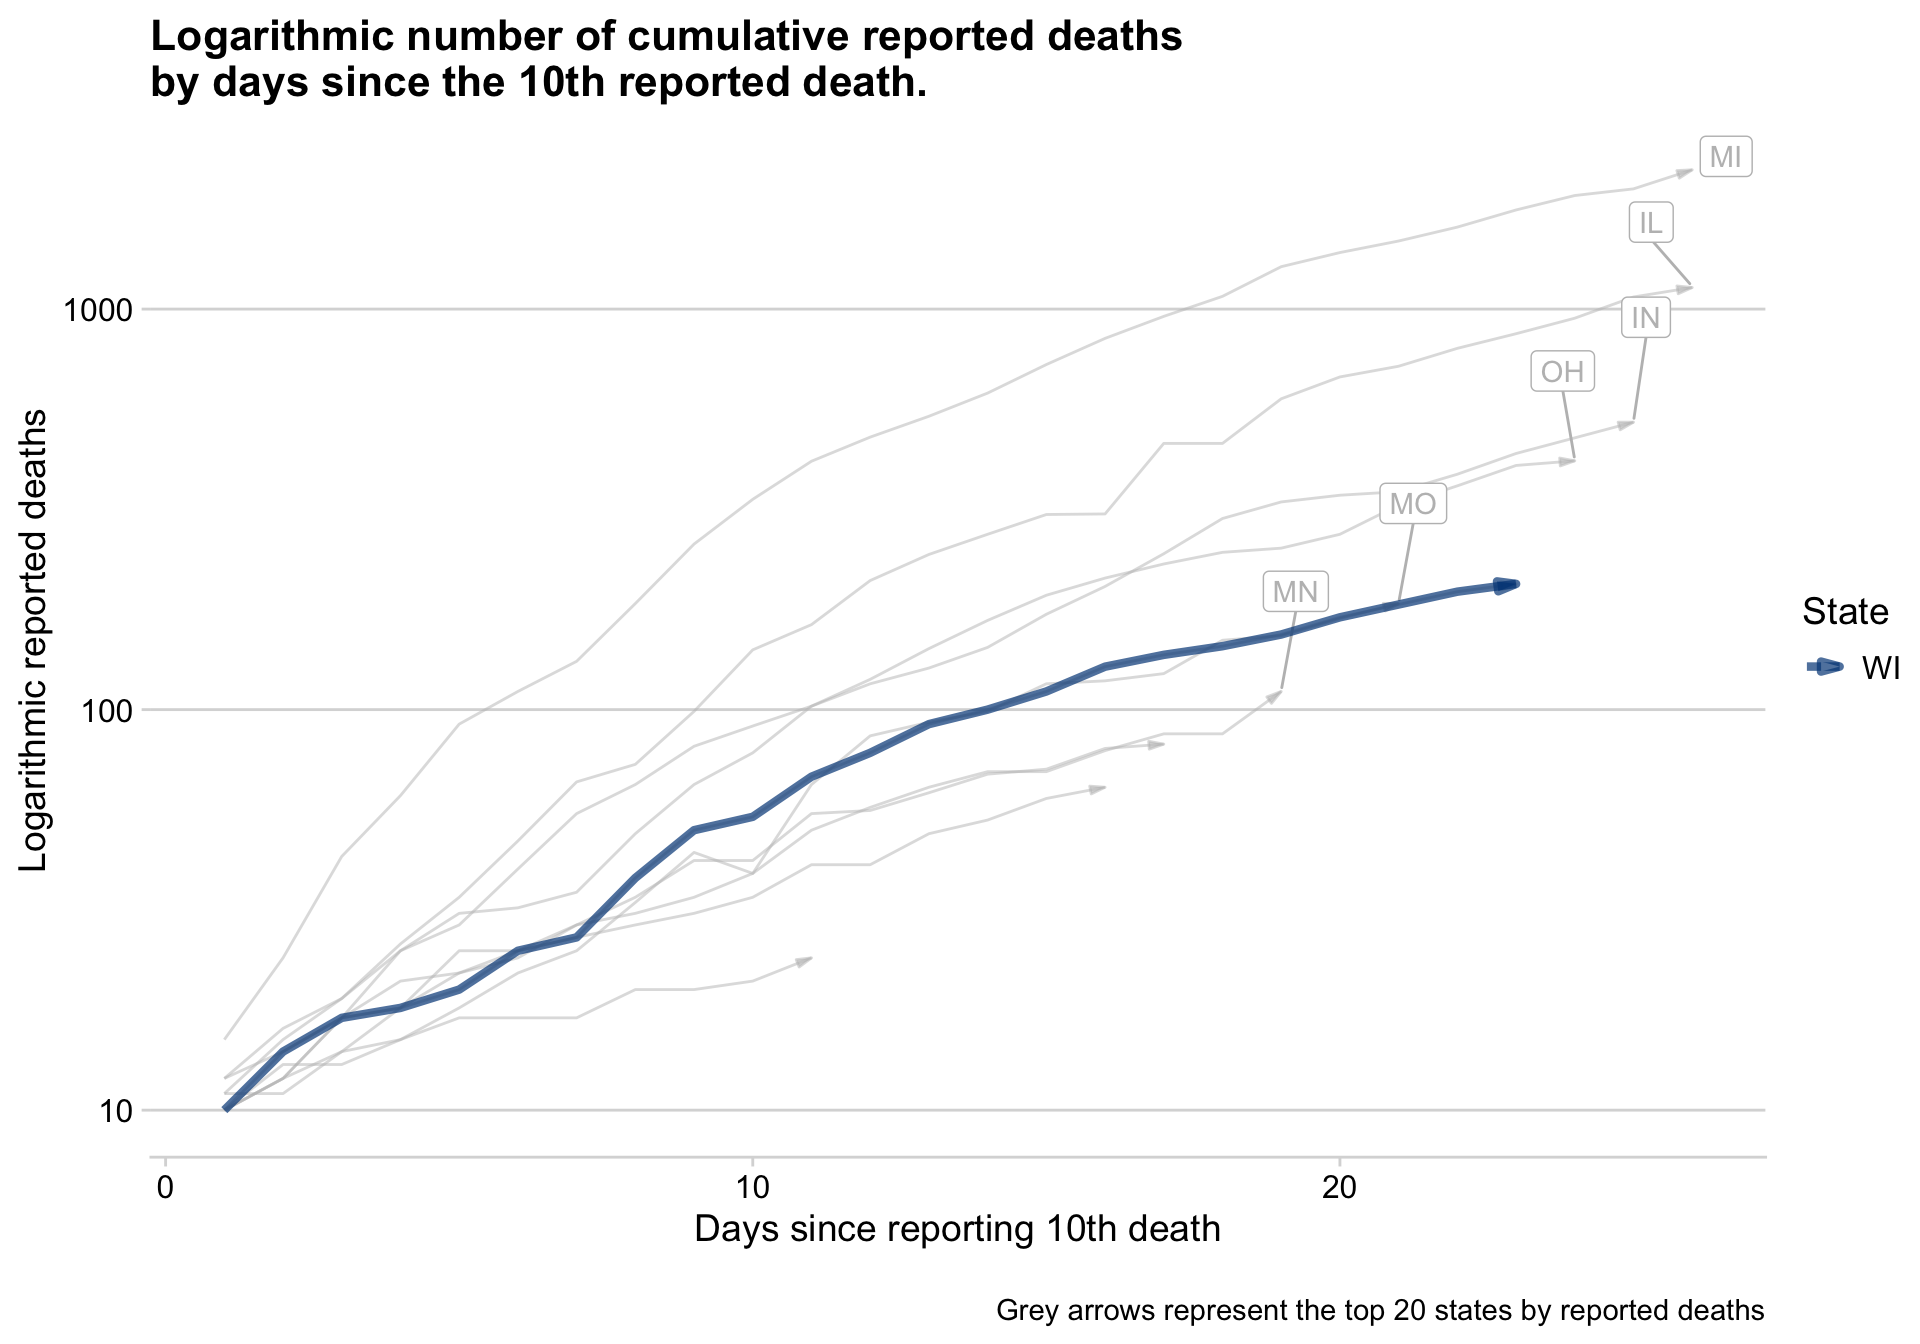 Logarithmic number of cumulative reported deaths
by days since the 10th reported death.
MI
IL
1000
IN
OH
MO
MN
Logarithmic reported deaths
State
WI
100
10
0 10 20
Days since reporting 10th death
Grey arrows represent the top 20 states by reported deaths